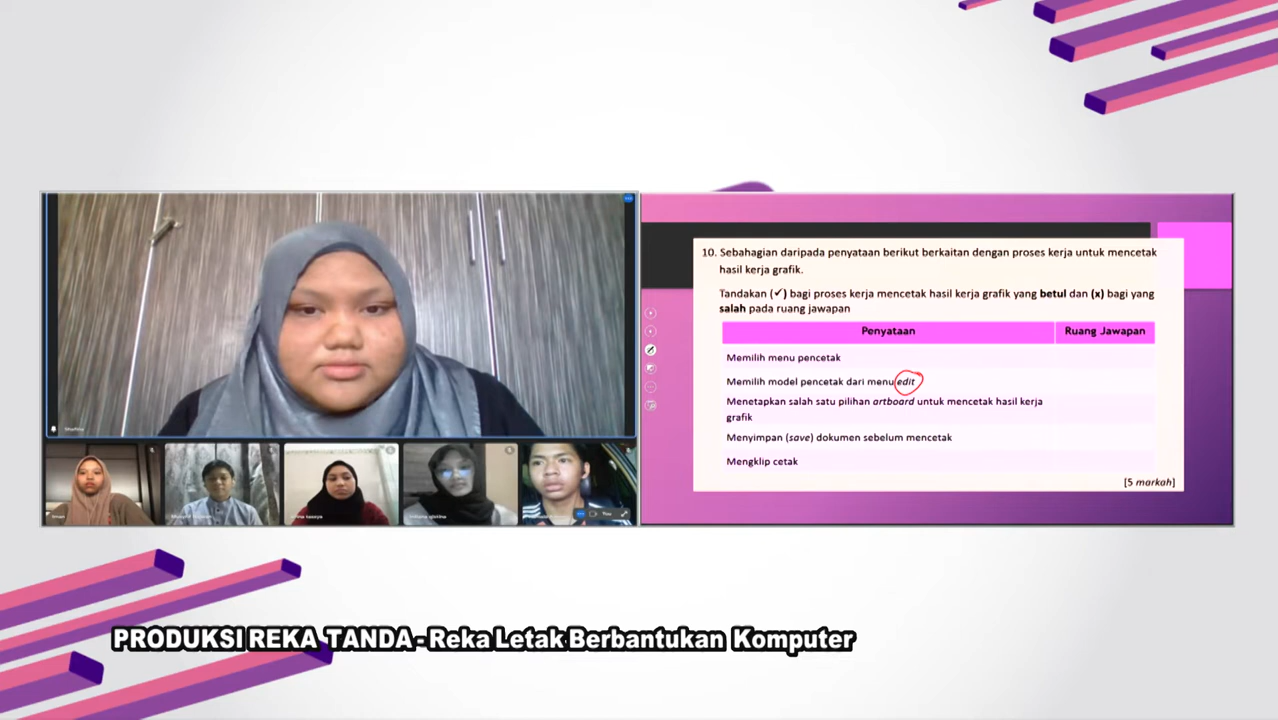 10. Sebahagian daripada penyataan berikut berkaitan dengan proses kerja untuk mencetak
hasil kerja grafik.
Tandakan (✓) bagi proses kerja mencetak hasil kerja grafik yang betul dan (x) bagi yang
salah pada ruang jawapan
Penyataan Ruang Jawapan
Memilih menu pencetak
Memilih model pencetak dari menu edit
Menetapkan salah satu pilihan artboard untuk mencetak hasil kerja
grafik
Menyimpan (save) dokumen sebelum mencetak
Mengklip cetak
[5 markah]
PRODUKSI REKA TANDA - Reka Letak Berbantukan Komputer